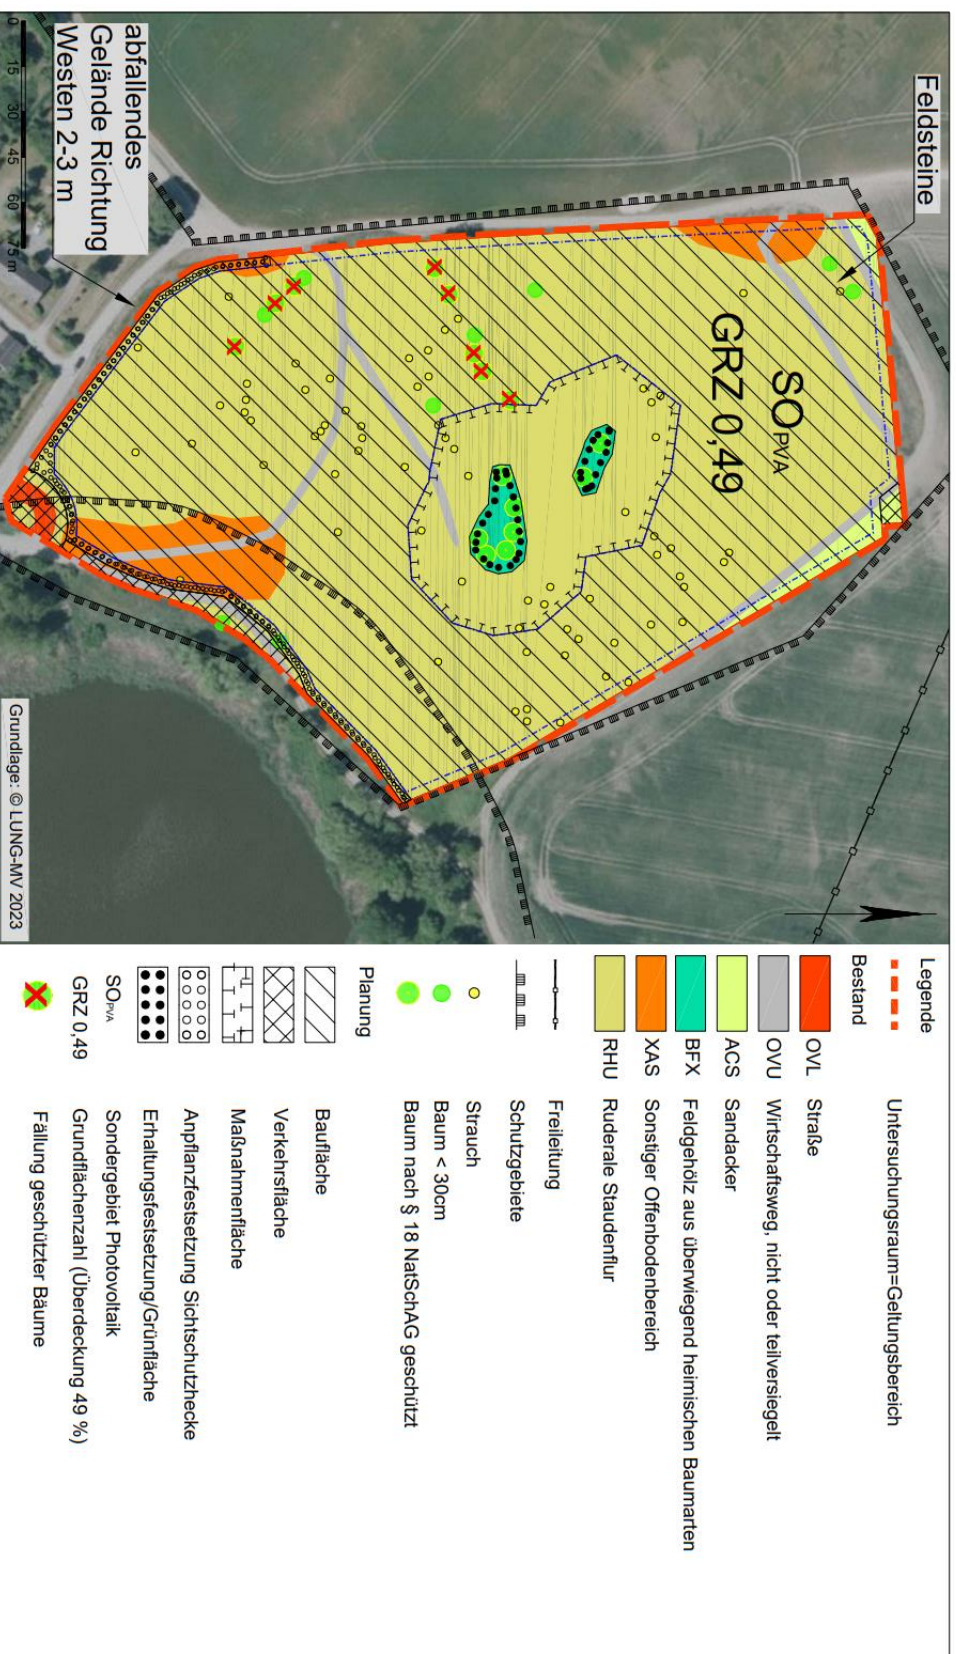 Feldsteine
SO PVA
GRZ 0,49
abfallendes
Gelände Richtung
Westen 2-3 m
0 15 30 45 60 75 m
Grundlage: © LUNG-MV 2023
Legende
Untersuchungsraum=Geltungsbereich
Bestand
OVL Straße
OVU Wirtschaftsweg, nicht oder teilversiegelt
ACS Sandacker
BFX Feldgehölz aus überwiegend heimischen Baumarten
XAS Sonstiger Offenbodenbereich
RHU Ruderale Staudenflur
Freileitung
Schutzgebiete
Strauch
Baum < 30cm
Baum nach § 18 NatSchAG geschützt
Planung
Baufläche
Verkehrsfläche
Maßnahmenfläche
Anpflanzfestsetzung Sichtschutzhecke
Erhaltungsfestsetzung/Grünfläche
SO PVA Sondergebiet Photovoltaik
GRZ 0,49 Grundflächenzahl (Überdeckung 49 %)
Fällung geschützter Bäume